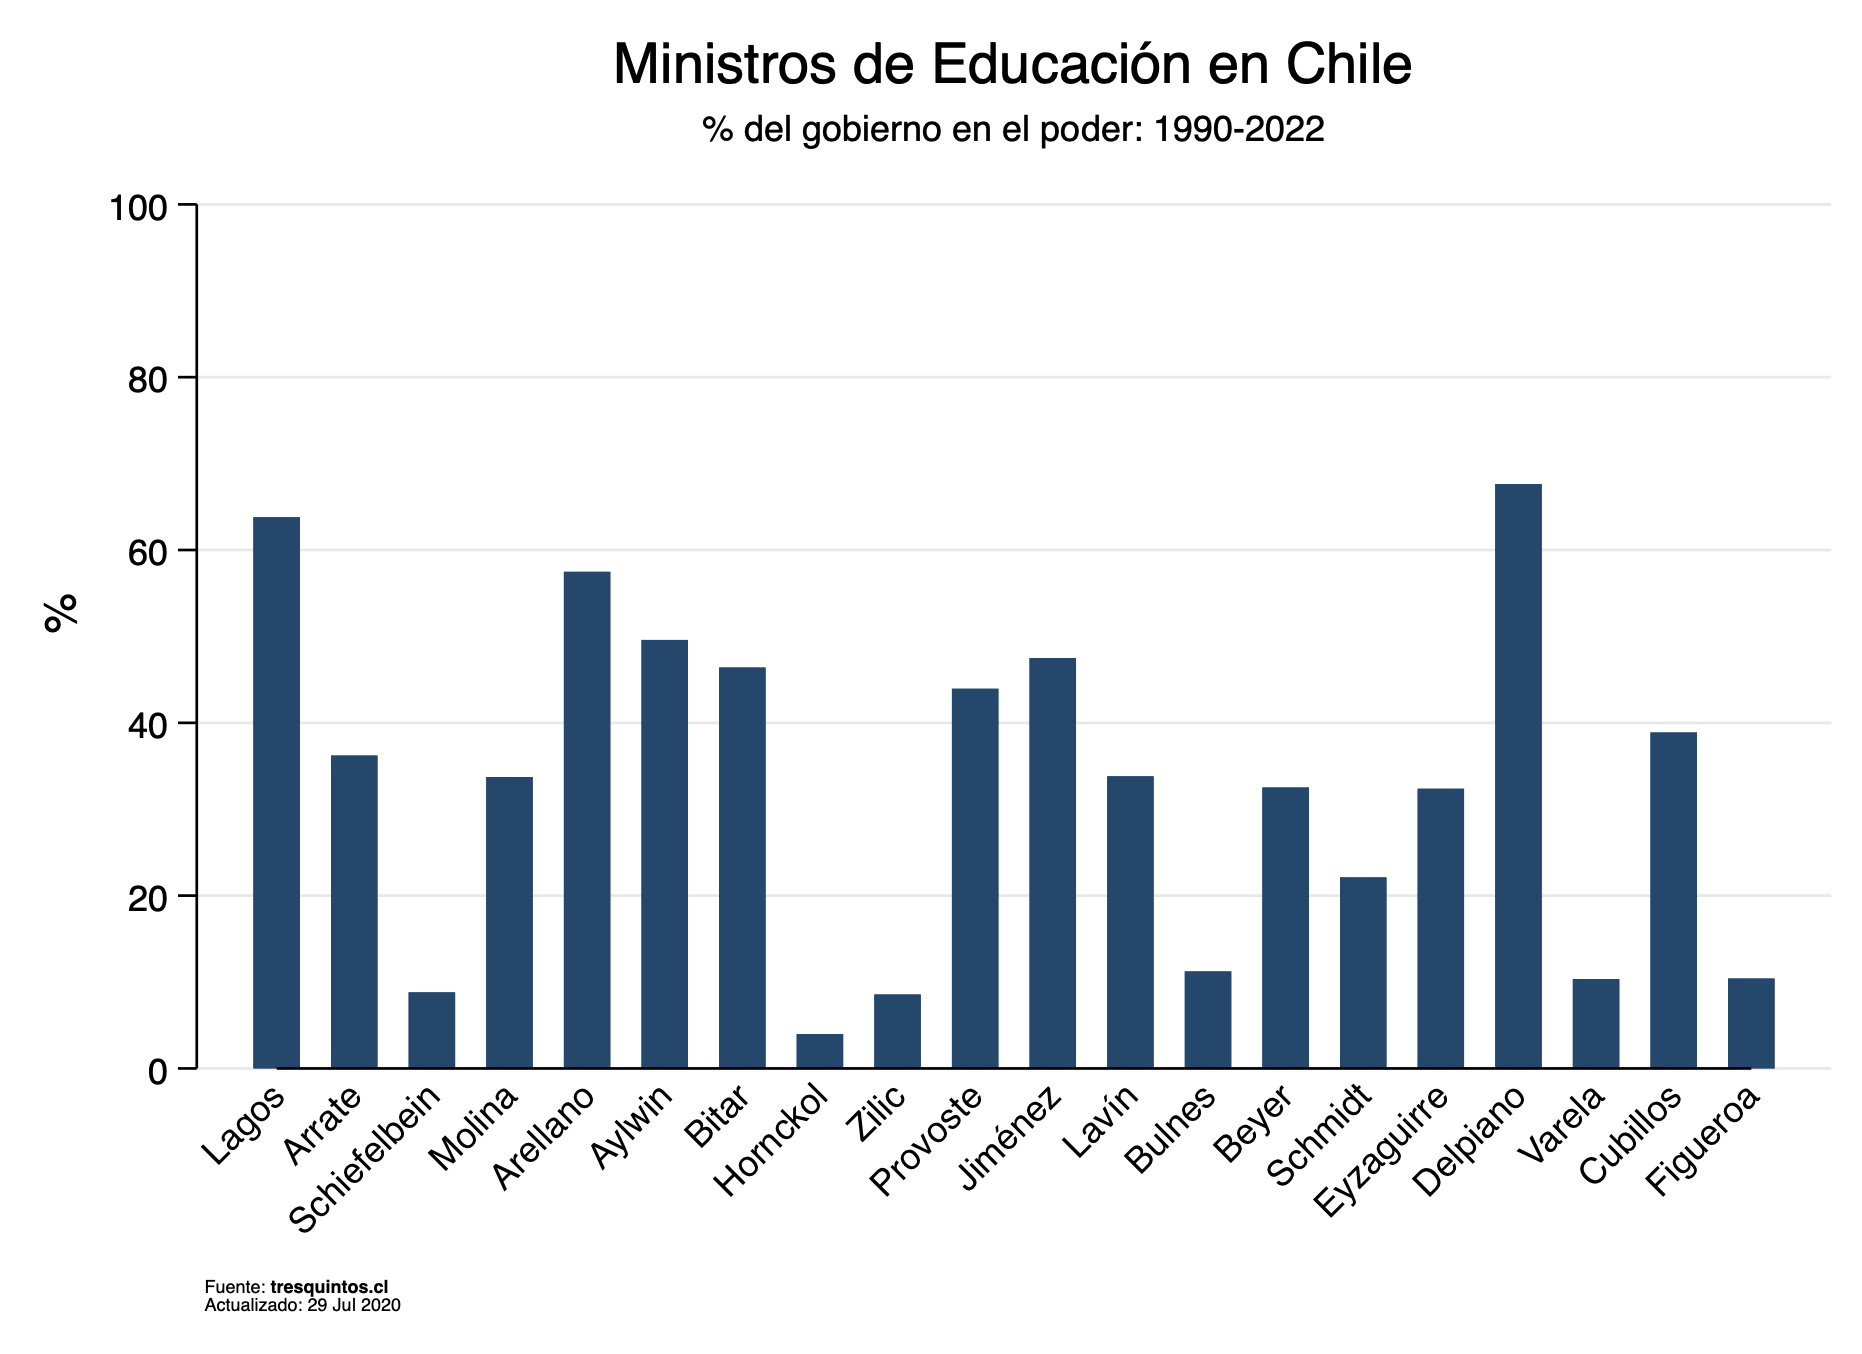 Ministros de Educación en Chile
% del gobierno en el poder: 1990-2022
%
100
80
60
40
20
0
Lagos
Arrate
Schiefelbein
Molina
Arellano
Aylwin
Bitar
Hornckol
Zilic
Provoste
Jiménez
Lavín
Bulnes
Beyer
Schmidt
Eyzaguirre
Delpiano
Varela
Cubillos
Figueroa
Fuente: tresquintos.cl
Actualizado: 29 Jul 2020